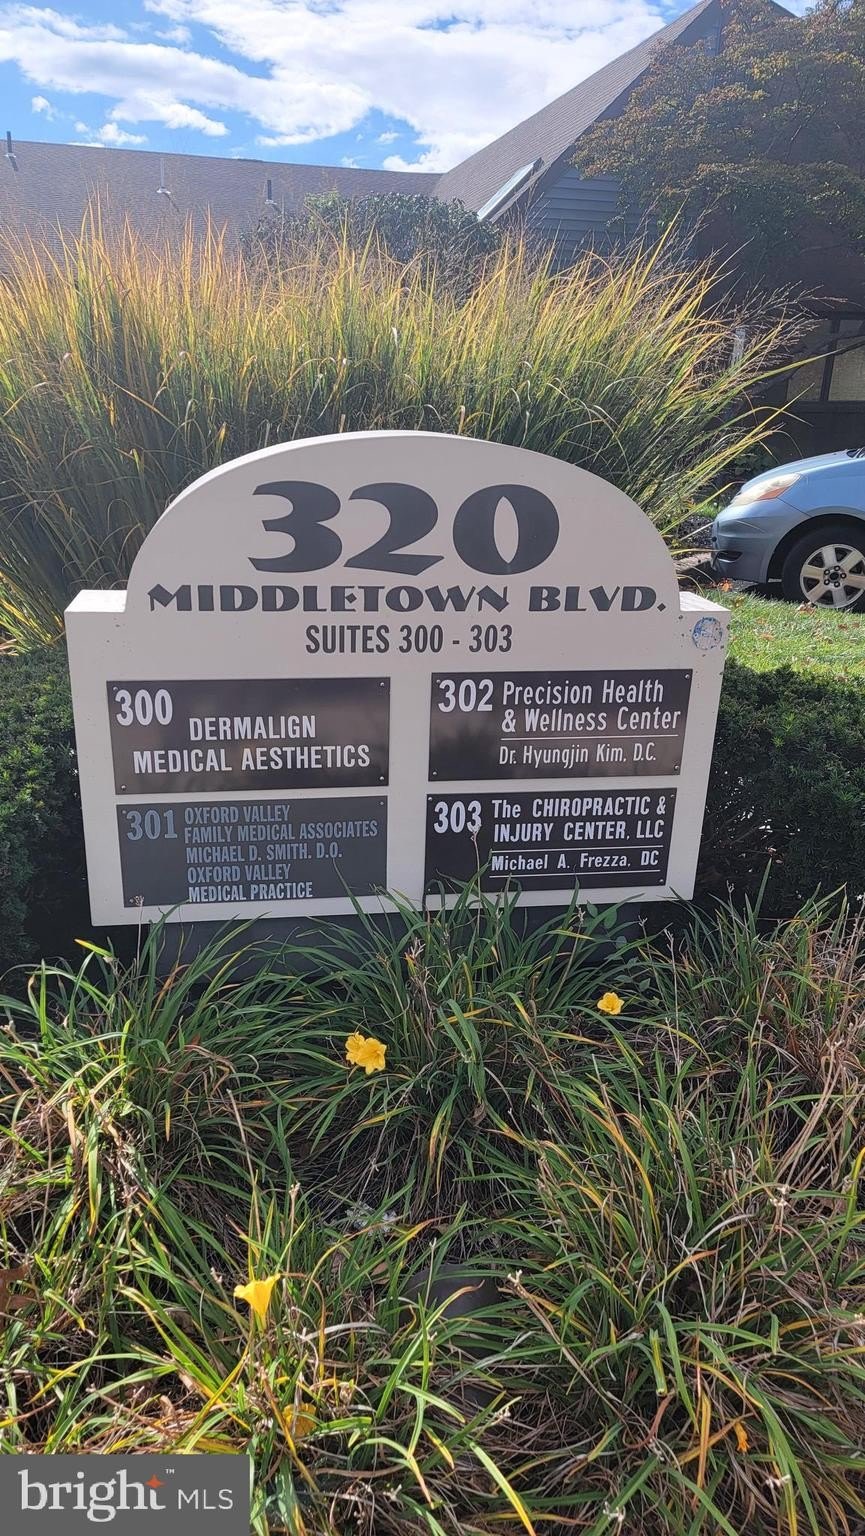 320
MIDDLETOWN BLVD.
SUITES 300 - 303
300
DERMALIGN
MEDICAL AESTHETICS
301
OXFORD VALLEY
FAMILY MEDICAL ASSOCIATES
MICHAEL D. SMITH. D.O.
OXFORD VALLEY
MEDICAL PRACTICE
302
Precision Health
& Wellness Center
Dr. Hyungjin Kim. D.C.
303
The CHIROPRACTIC &
INJURY CENTER, LLC
Michael A. Frezza, DC
bright™ MLS